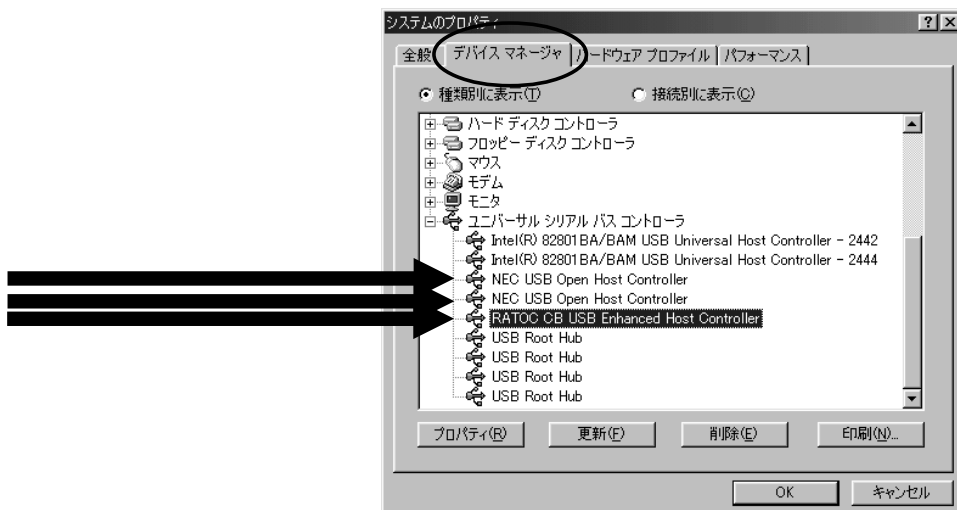 システムのプロパティ
全般 デバイス マネージャ ハードウェア プロファイル パフォーマンス
種類別に表示(T) 接続別に表示(C)
ハード ディスク コントローラ
フロッピー ディスク コントローラ
マウス
モデム
モニタ
ユニバーサル シリアル バス コントローラ
Intel(R) 82801BA/BAM USB Universal Host Controller - 2442
Intel(R) 82801BA/BAM USB Universal Host Controller - 2444
NEC USB Open Host Controller
NEC USB Open Host Controller
RATOC CB USB Enhanced Host Controller
USB Root Hub
USB Root Hub
USB Root Hub
USB Root Hub
プロパティ(R) 更新(F) 削除(E) 印刷(N)...
OK キャンセル